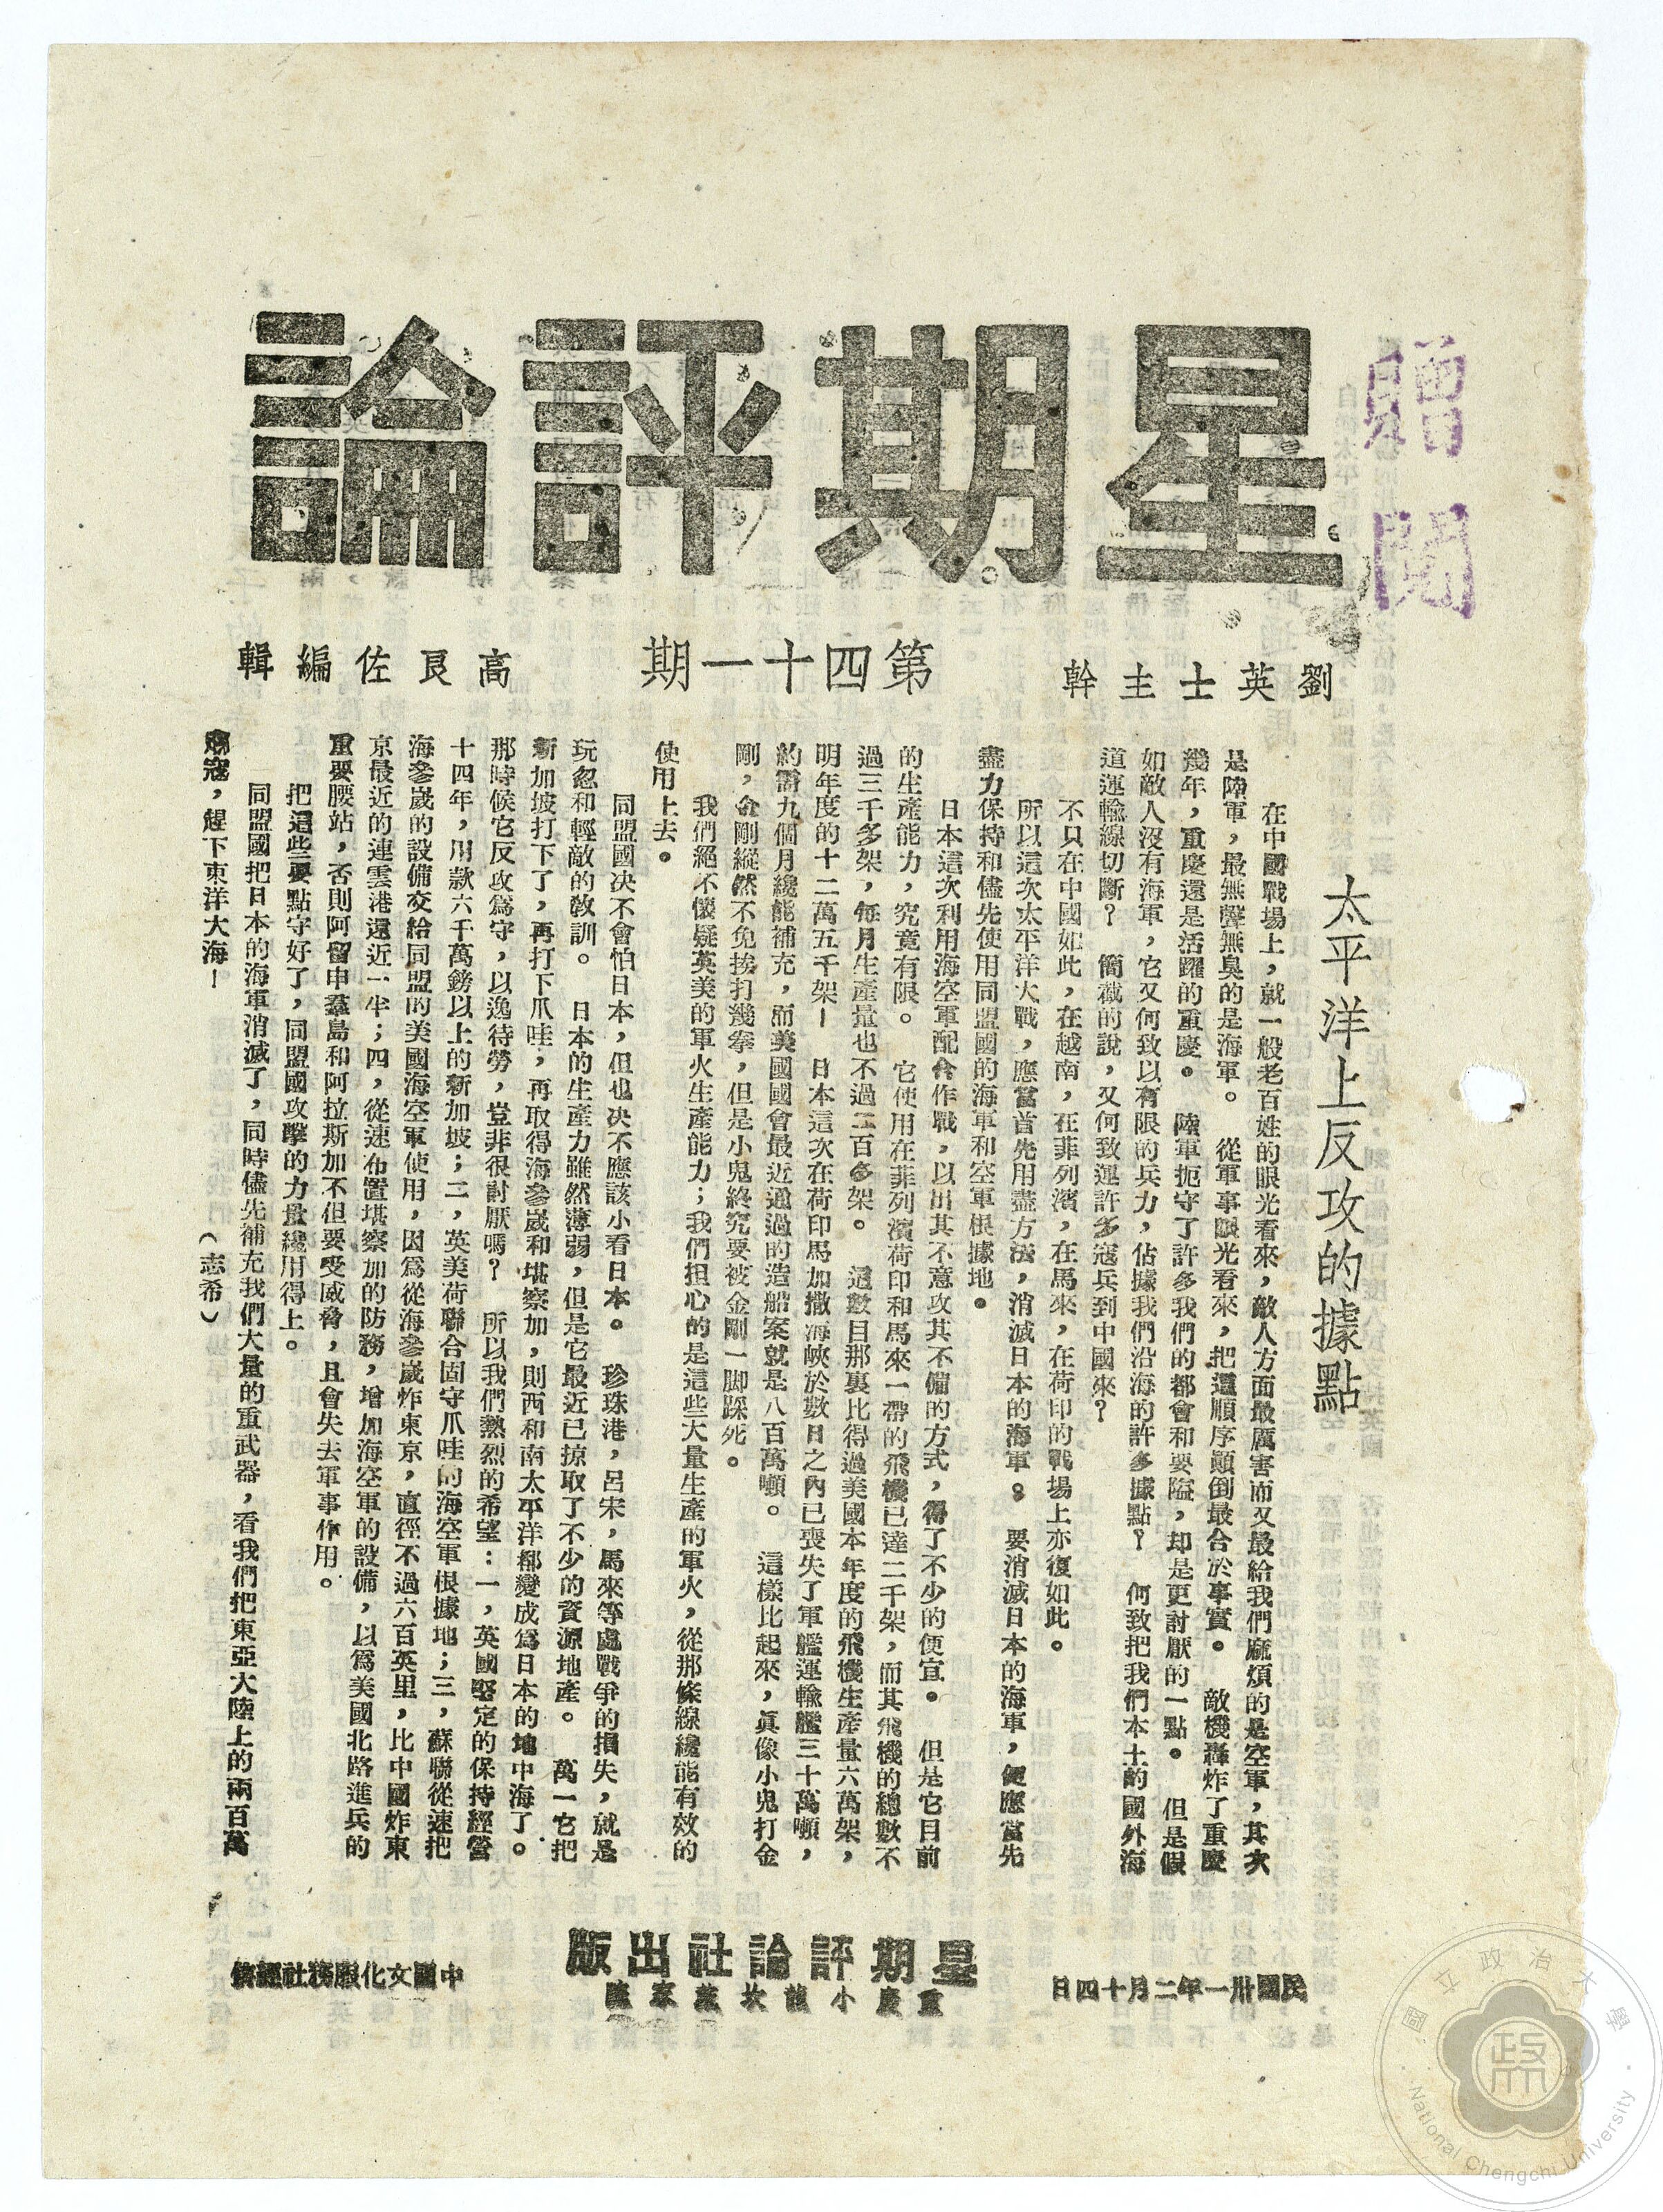 星期評論
贈閱
劉英士主幹
第四十一期
高良佐編輯
太平洋上反攻的據點
在中國戰場上，就一般老百姓的眼光看來，敵人方面最厲害而又最給我們麻煩的是空軍，其次
是陸軍，最無聲無臭的是海軍。　從軍事眼光看來，把這順序顛倒最合於事實。　敵機轟炸了重慶
幾年，重慶還是活躍的重慶。　陸軍扼守了許多我們的都會和要隘，却是更討厭的一點。　但是假
如敵人沒有海軍，它又何致以有限的兵力，佔據我們沿海的許多據點？　何致把我們本土的國外海
道運輸線切斷？　簡截的說，又何致運許多寇兵到中國來？
不只在中國如此，在越南，在菲列濱，在馬來，在荷印的戰場上亦復如此。
所以這次太平洋大戰，應當首先用盡方法，消滅日本的海軍。　要消滅日本的海軍，便應當先
盡力保持和儘先使用同盟國的海軍和空軍根據地。
日本這次利用海空軍配合作戰，以出其不意攻其不備的方式，得了不少的便宜。　但是它目前
的生產能力，究竟有限。　它使用在菲列濱荷印和馬來一帶的飛機已達二千架，而其飛機的總數不
過三千多架，每月生產量也不過二百多架。　這數目那裏比得過美國本年度的飛機生產量六萬架，
明年度的十二萬五千架！　日本這次在荷印馬加撒海峽於數日之內已喪失了軍艦運輸艦三十萬噸，
約需九個月纔能補充，而美國國會最近通過的造船案就是八百萬噸。　這樣比起來，眞像小鬼打金
剛，金剛縱然不免挨打幾拳，但是小鬼終究要被金剛一脚踩死。
我們絕不懷疑英美的軍火生產能力；我們担心的是這些大量生產的軍火，從那條線纔能有效的
使用上去。
同盟國决不會怕日本，但也决不應該小看日本。　珍珠港，呂宋，馬來等處戰爭的損失，就是
玩忽和輕敵的敎訓。　日本的生產力雖然薄弱，但是它最近已掠取了不少的資源地產。　萬一它把
新加坡打下了，再打下爪哇，再取得海參崴和堪察加，則西和南太平洋都變成爲日本的地中海了。
那時候它反攻爲守，以逸待勞，豈非很討厭嗎？　所以我們熱烈的希望：一，英國堅定的保持經營
十四年，用款六千萬鎊以上的新加坡；二，英美荷聯合固守爪哇的海空軍根據地；三，蘇聯從速把
海參崴的設備交給同盟的美國海空軍使用，因爲從海參崴炸東京，直徑不過六百英里，比中國炸東
京最近的連雲港還近一半；四，從速布置堪察加的防務，增加海空軍的設備，以爲美國北路進兵的
重要腰站，否則阿留申羣島和阿拉斯加不但要受威脅，且會失去軍事作用。
把這些要點守好了，同盟國攻擊的力量纔用得上。
同盟國把日本的海軍消滅了，同時儘先補充我們大量的重武器，看我們把東亞大陸上的兩百萬
寇，趕下東洋大海！　（志希）
民國卅一年二月十四日
星期評論社出版
重慶小龍坎蔡家
中國文化服務社經售
國立政治大學
National Chengchi University